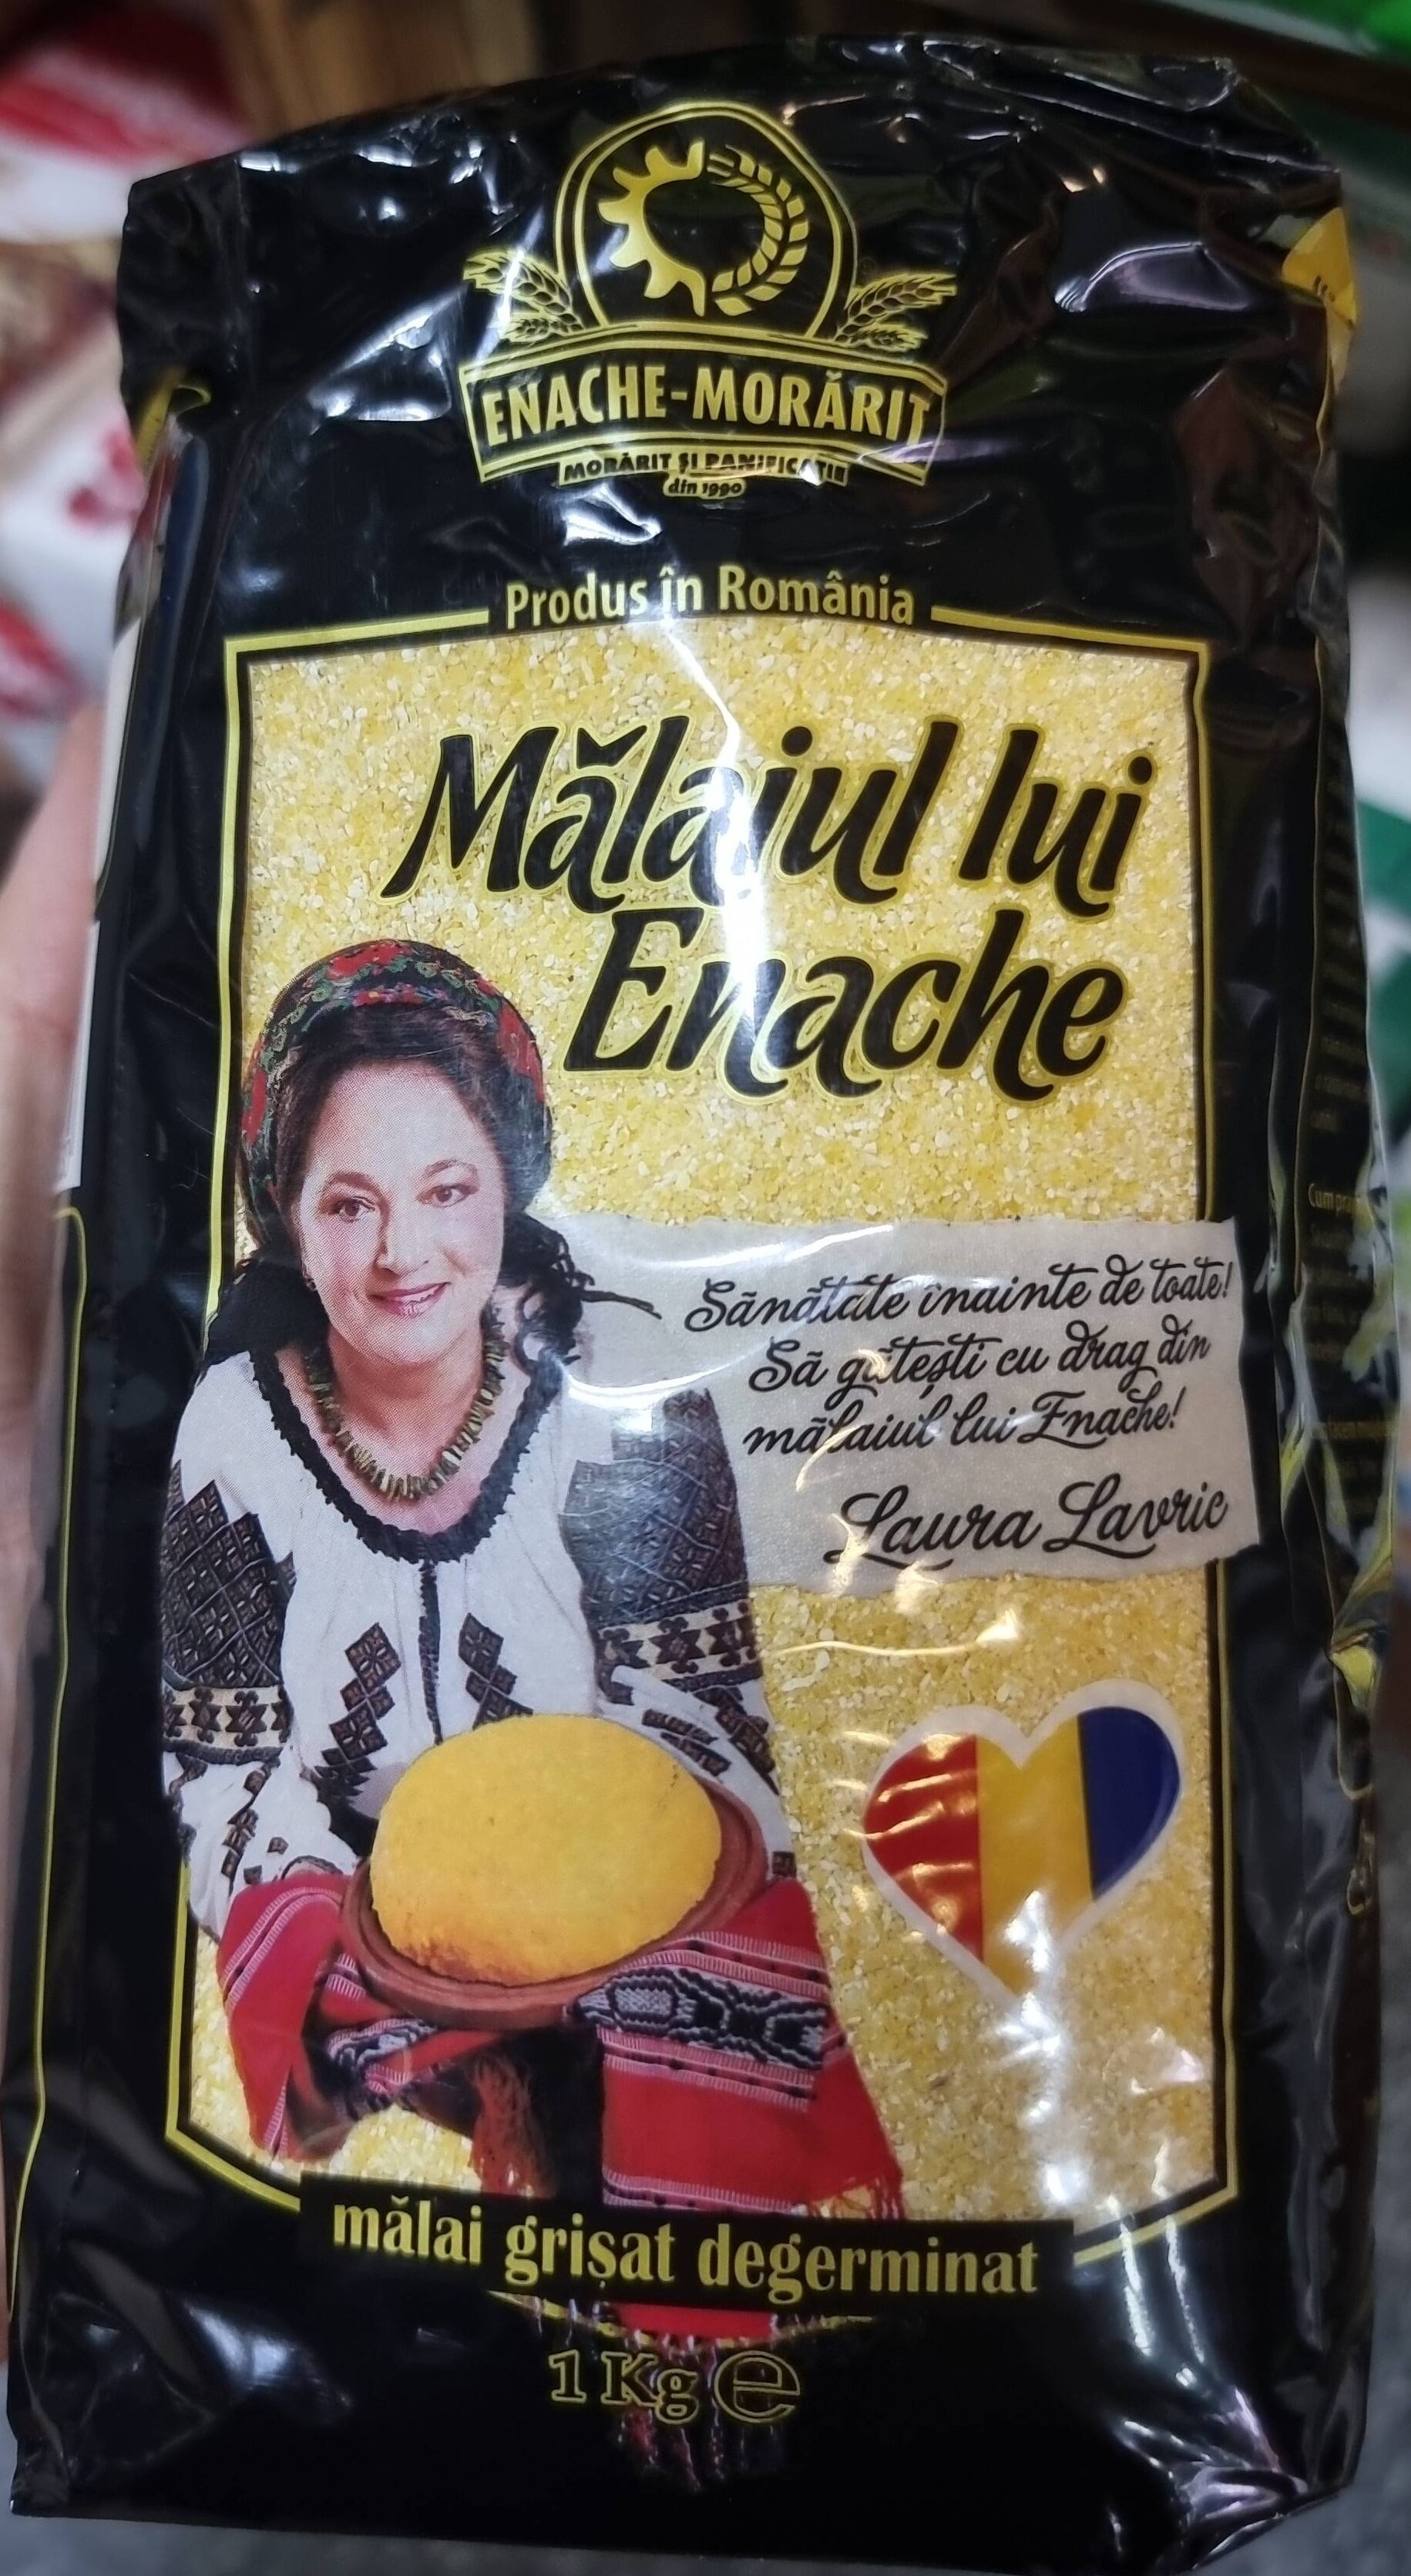 ENACHE-MORĂRIT
MORĂRIT ȘI PANIFICAȚIE
din 1990
Produs în România
Mălaiul lui
Enache
Sănătate înainte de toate!
Să gătești cu drag din
mălaiul lui Enache!
Laura Lavric
mălai grișat degerminat
1 Kg ℮